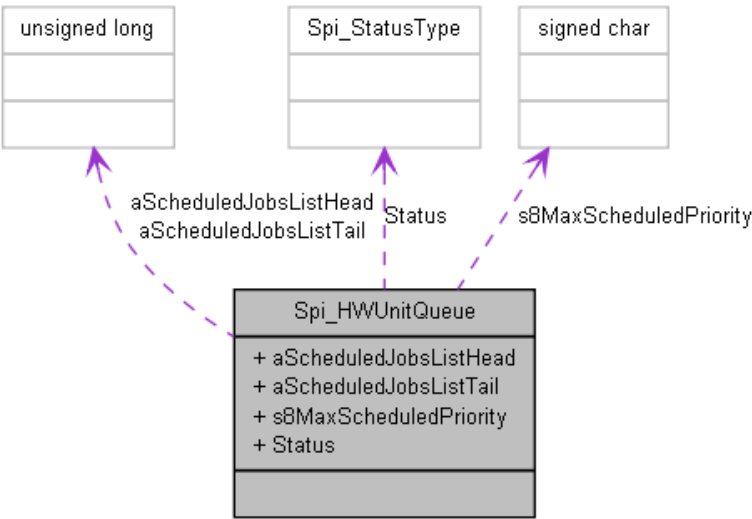 unsigned long
Spi_StatusType
signed char
aScheduledJobsListHead
aScheduledJobsListTail
Status
s8MaxScheduledPriority
Spi_HWUnitQueue
+ aScheduledJobsListHead
+ aScheduledJobsListTail
+ s8MaxScheduledPriority
+ Status